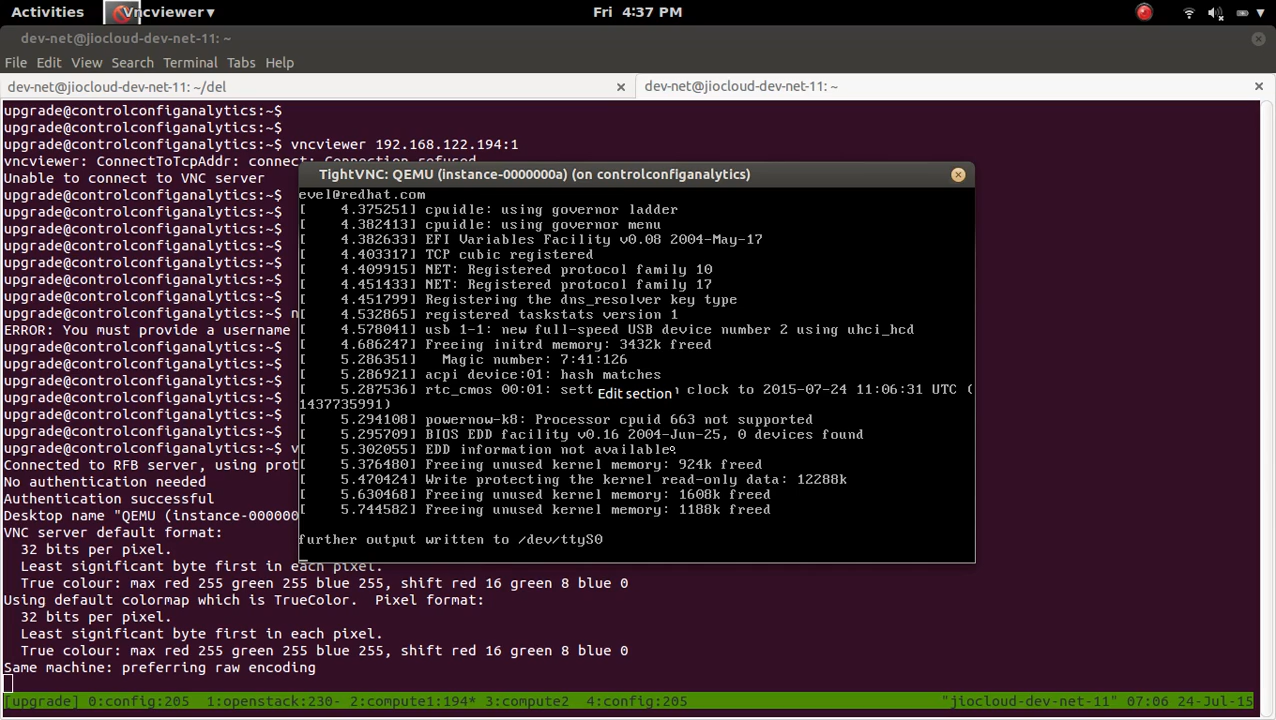 Activities
Vncviewer ▾
Fri 4:37 PM
dev-net@jiocloud-dev-net-11: ~
File Edit View Search Terminal Tabs Help
dev-net@jiocloud-dev-net-11: ~/del
dev-net@jiocloud-dev-net-11: ~
upgrade@controlconfiganalytics:~$
upgrade@controlconfiganalytics:~$
upgrade@controlconfiganalytics:~$ vncviewer 192.168.122.194:1
vncviewer: ConnectToTcpAddr: connect: Connection refused
Unable to connect to VNC server
upgrade@controlconfiganalytics:~$
upgrade@controlconfiganalytics:~$
upgrade@controlconfiganalytics:~$
upgrade@controlconfiganalytics:~$
upgrade@controlconfiganalytics:~$
upgrade@controlconfiganalytics:~$
upgrade@controlconfiganalytics:~$
upgrade@controlconfiganalytics:~$ n
ERROR: You must provide a username
upgrade@controlconfiganalytics:~$
upgrade@controlconfiganalytics:~$
upgrade@controlconfiganalytics:~$
upgrade@controlconfiganalytics:~$
upgrade@controlconfiganalytics:~$
upgrade@controlconfiganalytics:~$
upgrade@controlconfiganalytics:~$ v
Connected to RFB server, using prot
No authentication needed
Authentication successful
Desktop name "QEMU (instance-000000
VNC server default format:
32 bits per pixel.
Least significant byte first in each pixel.
True colour: max red 255 green 255 blue 255, shift red 16 green 8 blue 0
Using default colormap which is TrueColor. Pixel format:
32 bits per pixel.
Least significant byte first in each pixel.
True colour: max red 255 green 255 blue 255, shift red 16 green 8 blue 0
Same machine: preferring raw encoding
TightVNC: QEMU (instance-0000000a) (on controlconfiganalytics)
evel@redhat.com
[    4.375251] cpuidle: using governor ladder
[    4.382413] cpuidle: using governor menu
[    4.382633] EFI Variables Facility v0.08 2004-May-17
[    4.403317] TCP cubic registered
[    4.409915] NET: Registered protocol family 10
[    4.451433] NET: Registered protocol family 17
[    4.451799] Registering the dns_resolver key type
[    4.532865] registered taskstats version 1
[    4.578041] usb 1-1: new full-speed USB device number 2 using uhci_hcd
[    4.686247] Freeing initrd memory: 3432k freed
[    5.286351]   Magic number: 7:41:126
[    5.286921] acpi device:01: hash matches
[    5.287536] rtc_cmos 00:01: sett
clock to 2015-07-24 11:06:31 UTC (
1437735991)
Edit section
[    5.294108] powernow-k8: Processor cpuid 663 not supported
[    5.295709] BIOS EDD facility v0.16 2004-Jun-25, 0 devices found
[    5.302055] EDD information not available.
[    5.376480] Freeing unused kernel memory: 924k freed
[    5.470424] Write protecting the kernel read-only data: 12288k
[    5.630468] Freeing unused kernel memory: 1608k freed
[    5.744582] Freeing unused kernel memory: 1188k freed
further output written to /dev/ttyS0
[upgrade] 0:config:205 1:openstack:230- 2:compute1:194* 3:compute2 4:config:205
"jiocloud-dev-net-11" 07:06 24-Jul-15